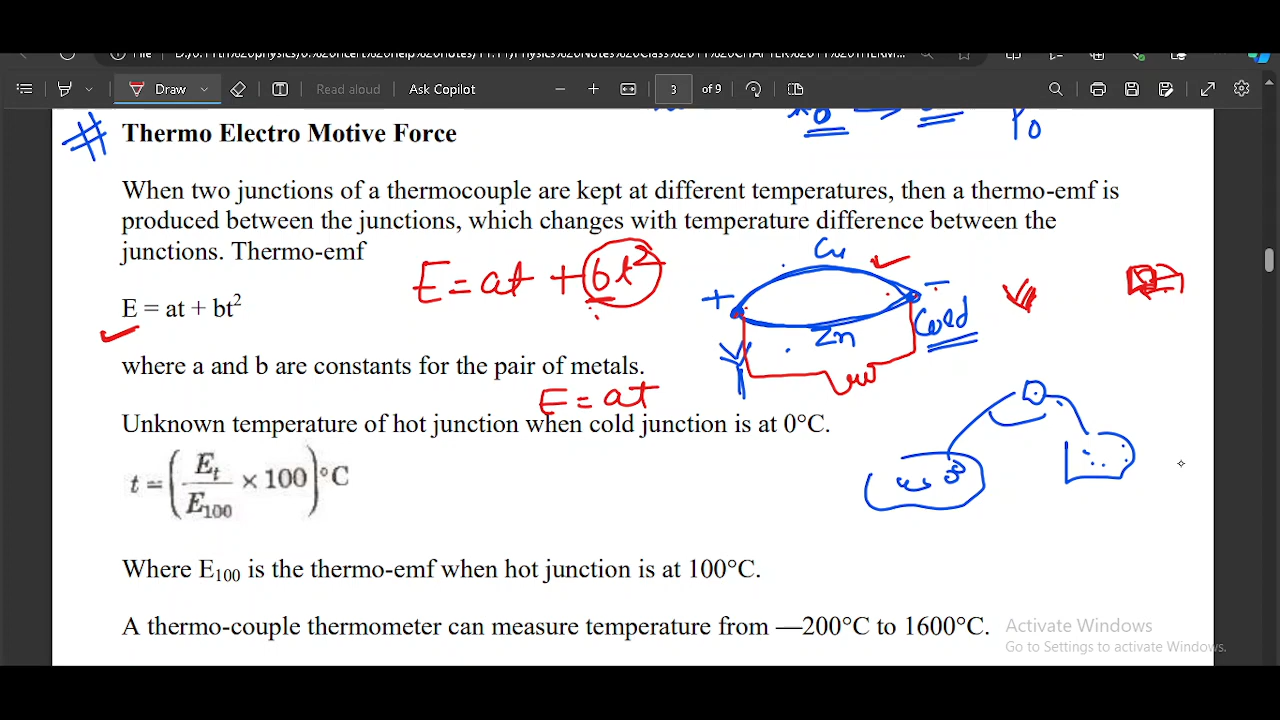 Draw
Read aloud
Ask Copilot
3
of 9
Thermo Electro Motive Force
P0
When two junctions of a thermocouple are kept at different temperatures, then a thermo-emf is
produced between the junctions, which changes with temperature difference between the
junctions. Thermo-emf
E = at + bt²
Cu
+
−
Zn
Cold
E = at + bt²
where a and b are constants for the pair of metals.
E = at
Unknown temperature of hot junction when cold junction is at 0°C.
t = (E_t / E_100 × 100) °C
Where E₁₀₀ is the thermo-emf when hot junction is at 100°C.
A thermo-couple thermometer can measure temperature from —200°C to 1600°C.
Activate Windows
Go to Settings to activate Windows.